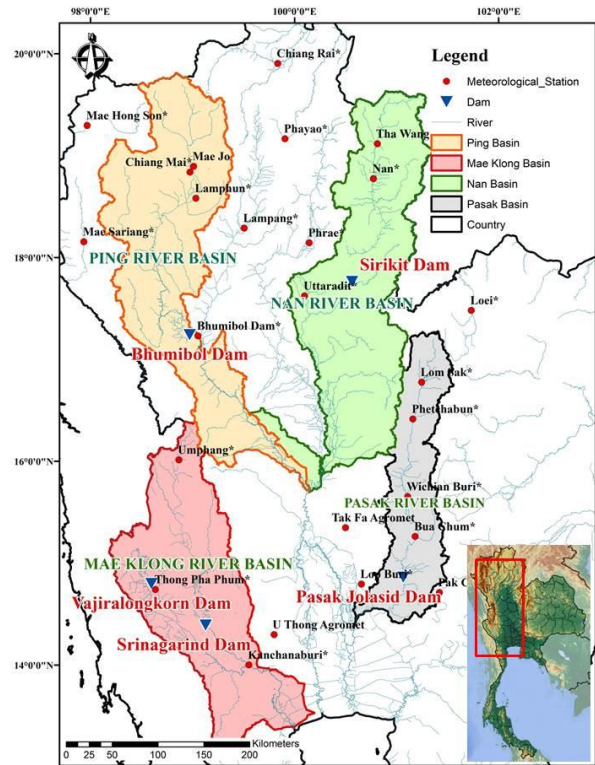 98°0'0"E
100°0'0"E
102°0'0"E
20°0'0"N
18°0'0"N
16°0'0"N
14°0'0"N
Legend
Meteorological_Station
Dam
River
Ping Basin
Mae Klong Basin
Nan Basin
Pasak Basin
Country
Chiang Rai*
Mae Hong Son*
Phayao*
Tha Wang
Chiang Mai*
Mae Jo
Nan*
Lamphun*
Lampang*
Mae Sariang*
Phrae*
PING RIVER BASIN
Sirikit Dam
Uttaradit*
NAN RIVER BASIN
Loei*
Bhumibol Dam*
Bhumibol Dam
Lom Sak*
Phetchabun*
Umphang*
Wichian Buri*
PASAK RIVER BASIN
Tak Fa Agromet
Bua Chum*
MAE KLONG RIVER BASIN
Thong Pha Phum*
Vajiralongkorn Dam
Pasak Jolasid Dam
Pak
Srinagarind Dam
U Thong Agromet
Kanchanaburi*
Kilometers
0 25 50 100 150 200